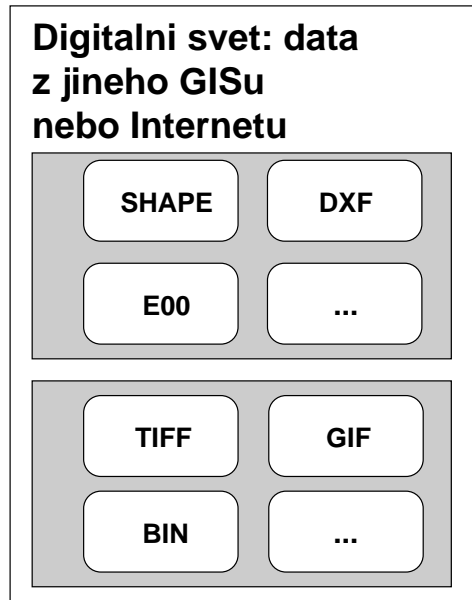 Digitalni svet: data
z jineho GISu
nebo Internetu
SHAPE DXF
E00 ...
TIFF GIF
BIN ...